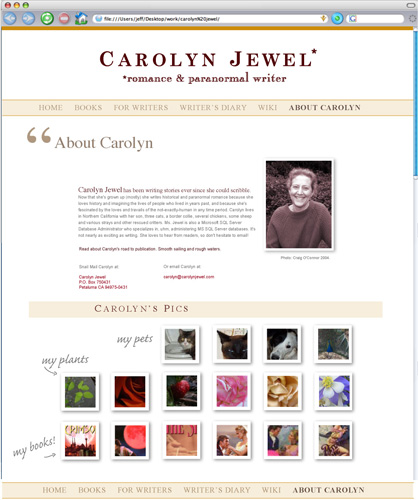 file:///Users/jeff/Desktop/work/carolyn%20jewel/
CAROLYN JEWEL*
*romance & paranormal writer
HOME BOOKS FOR WRITERS WRITER'S DIARY WIKI ABOUT CAROLYN
“ About Carolyn
Carolyn Jewel has been writing stories ever since she could scribble.
Now that she's grown up (mostly) she writes historical and paranormal romance because she
loves history and imagining the lives of people who lived in years past, and because she's
fascinated by the loves and travails of the not-exactly-human in any time period. Carolyn lives
in Northern California with her son, three cats, a border collie, several chickens, some sheep
and various strays and other rescued critters. Ms. Jewel is also a Microsoft SQL Server
Database Administrator who specializes in, umm, administering MS SQL Server databases. It's
not nearly as exciting as writing. She loves to hear from readers, so don't hesitate to email!
Read about Carolyn's road to publication. Smooth sailing and rough waters.
Snail Mail Carolyn at:
Carolyn Jewel
P.O. Box 750431
Petaluma CA 94975-0431
Or email Carolyn at:
carolyn@carolynjewel.com
Photo: Craig O'Connor 2004
CAROLYN'S PICS
my pets
my plants
my books!
HOME BOOKS FOR WRITERS WRITER'S DIARY WIKI ABOUT CAROLYN